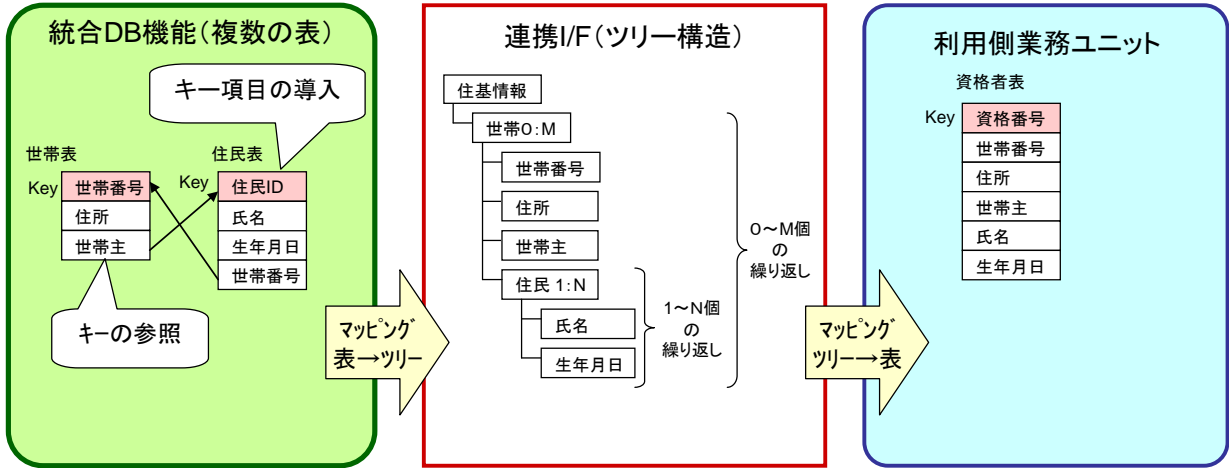 統合DB機能(複数の表)
キー項目の導入
世帯表
住民表
Key
世帯番号
住所
世帯主
Key
住民ID
氏名
生年月日
世帯番号
キーの参照
マッピング
表→ツリー
連携I/F(ツリー構造)
住基情報
世帯0:M
世帯番号
住所
世帯主
住民 1:N
氏名
生年月日
1~N個
の
繰り返し
0~M個
の
繰り返し
マッピング
ツリー→表
利用側業務ユニット
資格者表
Key
資格番号
世帯番号
住所
世帯主
氏名
生年月日